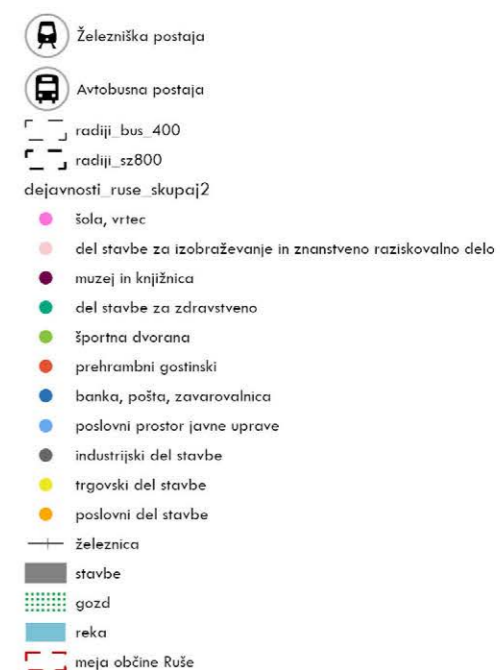 Železniška postaja
Avtobusna postaja
radiji_bus_400
radiji_sz800
dejavnosti_ruse_skupaj2
šola, vrtec
del stavbe za izobraževanje in znanstveno raziskovalno delo
muzej in knjižnica
del stavbe za zdravstveno
športna dvorana
prehrambni gostinski
banka, pošta, zavarovalnica
poslovni prostor javne uprave
industrijski del stavbe
trgovski del stavbe
poslovni del stavbe
železnica
stavbe
gozd
reka
meja občine Ruše